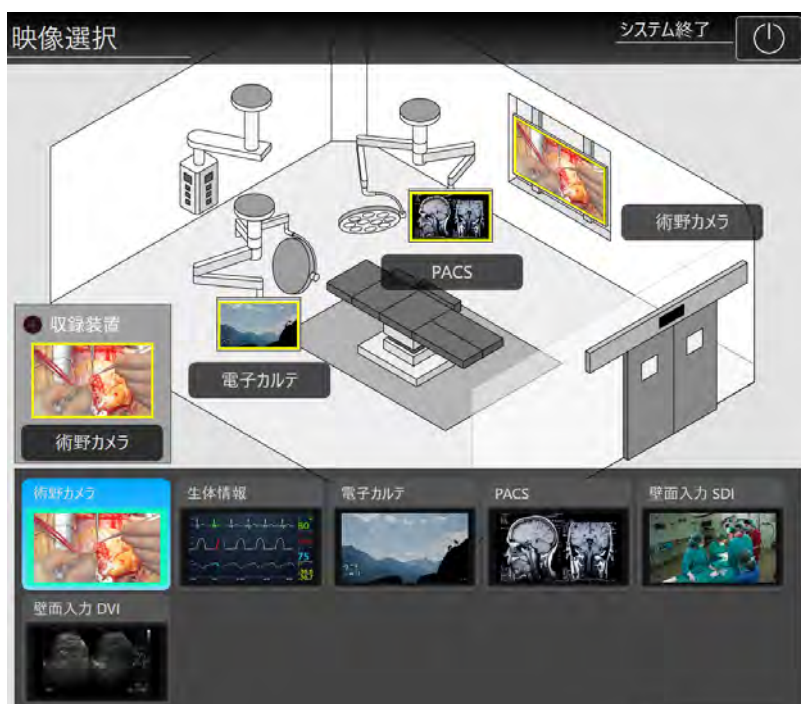 映像選択
システム終了
術野カメラ
PACS
電子カルテ
収録装置
術野カメラ
術野カメラ
生体情報
80
75
電子カルテ
PACS
壁面入力 SDI
壁面入力 DVI